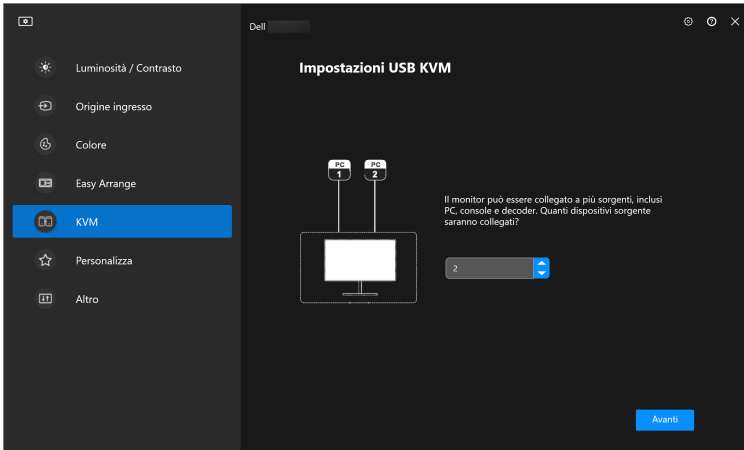 Dell
Luminosità / Contrasto
Origine ingresso
Colore
Easy Arrange
KVM
Personalizza
Altro
Impostazioni USB KVM
PC
1
PC
2
Il monitor può essere collegato a più sorgenti, inclusi
PC, console e decoder. Quanti dispositivi sorgente
saranno collegati?
2
Avanti